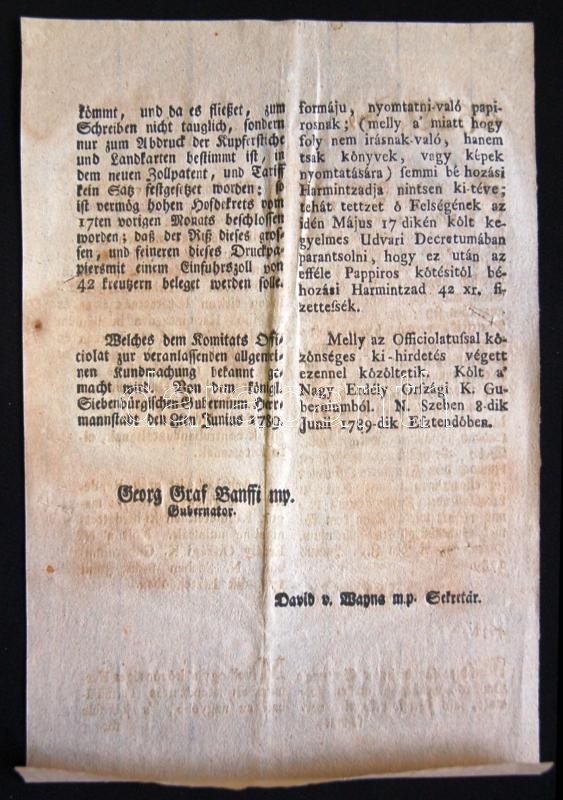 kömmt, und da es fließet, zum
Schreiben nicht tauglich, sondern
nur zum Abdruck der Kupferstiche
und Landkarten bestimmt ist, in
dem neuen Zollpatent, und Tariff
kein Satz festgesetzet worden: so
ist vermög hohen Hofdekrets vom
17ten vorigen Monats beschlossen
worden; daß der Riß dieses gros-
sen, und feineren dieses Druckpa-
piersmit einem Einfuhrszoll von
42 kreutzern beleget werden solle.
Welches dem Komitats Offi-
ciolat zur veranlassenden allgemei-
nen Kundmachung bekannt ge-
macht wird. Von dem königl.
Siebenbürgischen Gubernium Her-
mannstadt den 8ten Junius 1789.
formáju, nyomtatni-való papi-
rosnak; (melly a' miatt hogy
foly nem irásnak-való, hanem
tsak könyvek, vagy képek
nyomtatására) semmi bé hozási
Harmintzadja nintsen ki-téve;
tehát tettzet ő Felségének az
idén Május 17 dikén költ ke-
gyelmes Udvari Decretumában
parantsolni, hogy ez után az
efféle Pappiros kötésitől bé-
hozási Harmintzad 42 xr. fi-
zettessék.
Melly az Officiolatussal kö-
zönséges ki-hirdetés végett
ezennel közöltetik. Költ a'
Nagy Erdély Országi K. Gu-
berniumból. N. Szeben 8-dik
Junii 1789-dik Esztendőben.
Georg Graf Banffi mp.
Gubernator.
David v. Wayna m.p. Sekretär.